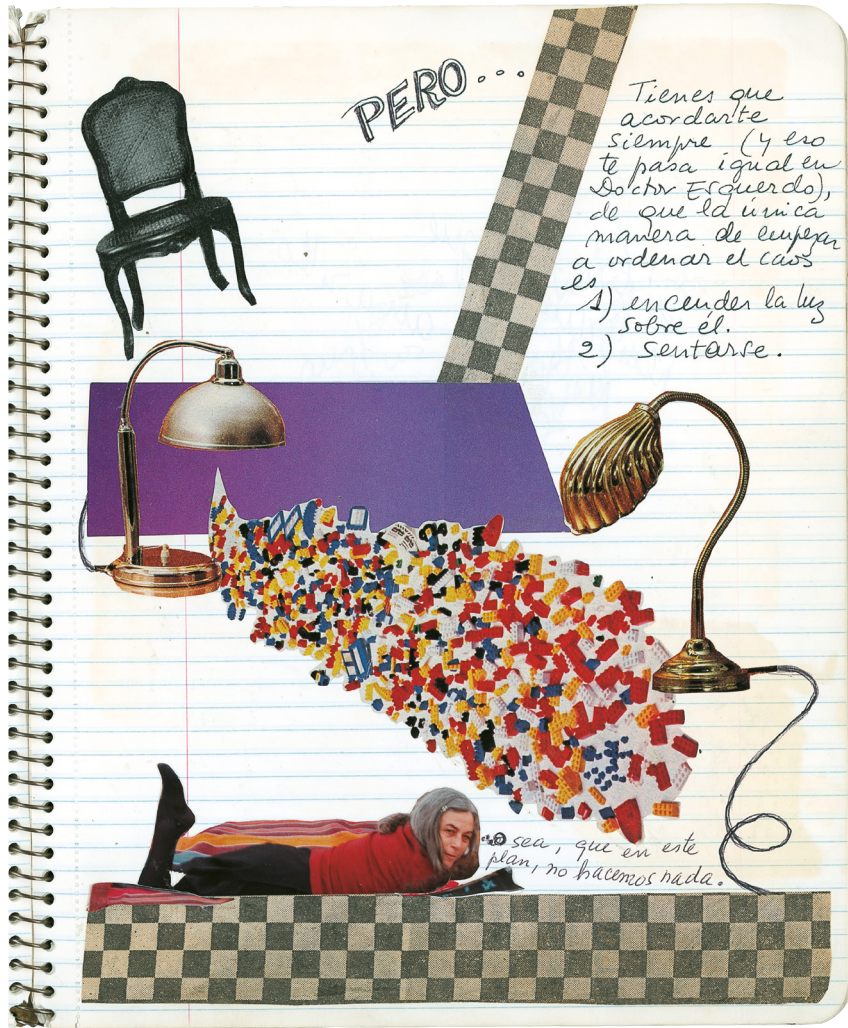 PERO...
Tienes que
acordarte
siempre (y eso
te pasa igual en
Doctor Esquerdo),
de que la única
manera de empezar
a ordenar el caos
es
1) encender la luz
sobre él.
2) sentarse.
...O sea, que en este
plan, no hacemos nada.